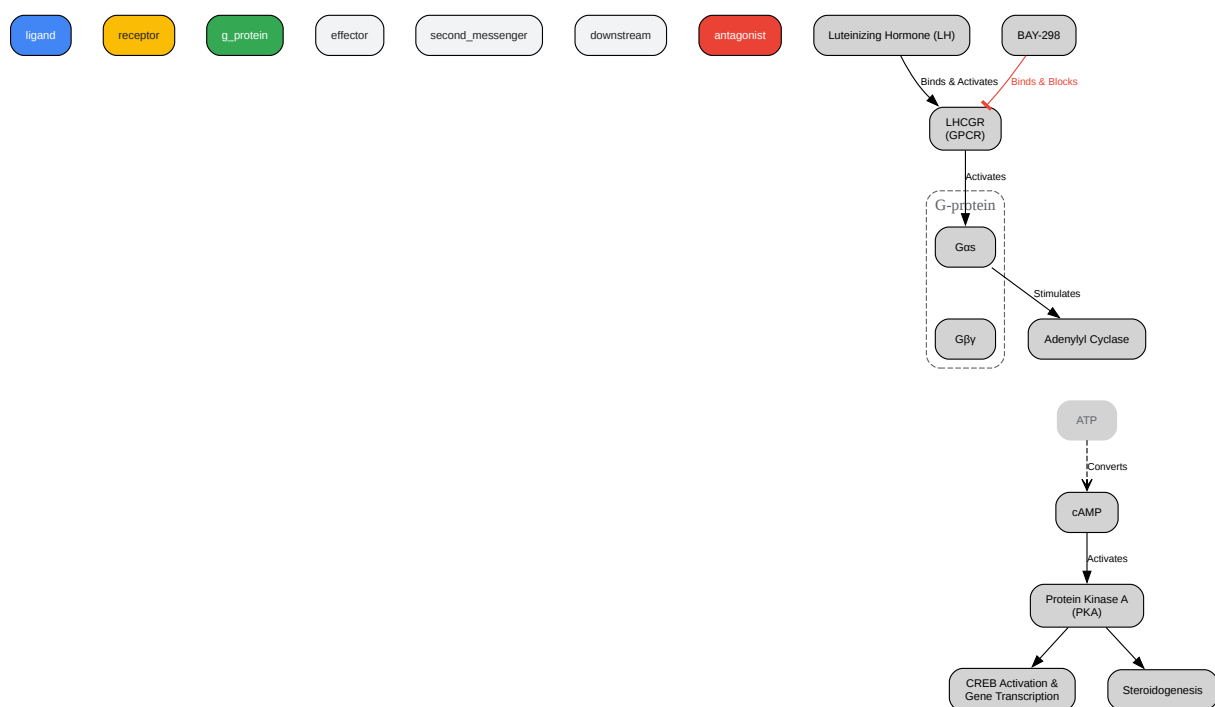 ligand
receptor
g_protein
effector
second_messenger
downstream
antagonist
Luteinizing Hormone (LH)
BAY-298
Binds & Activates
Binds & Blocks
LHCGR
(GPCR)
Activates
G-protein
Gαs
Stimulates
Gβγ
Adenylyl Cyclase
ATP
Converts
cAMP
Activates
Protein Kinase A
(PKA)
CREB Activation &
Gene Transcription
Steroidogenesis